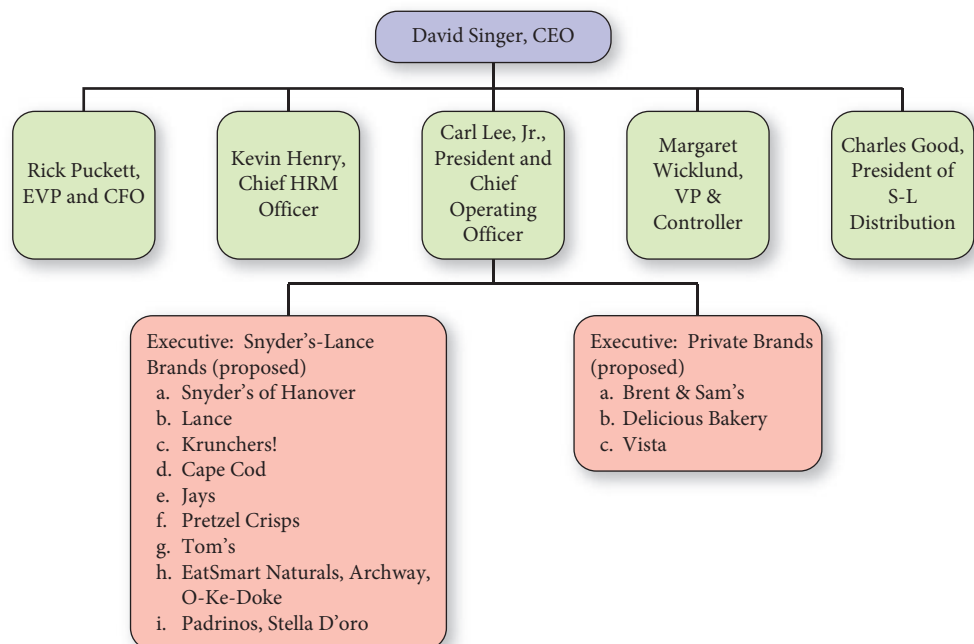 David Singer, CEO
Rick Puckett,
EVP and CFO
Kevin Henry,
Chief HRM
Officer
Carl Lee, Jr.,
President and
Chief
Operating
Officer
Margaret
Wicklund,
VP &
Controller
Charles Good,
President of
S-L
Distribution
Executive: Snyder’s-Lance
Brands (proposed)
a. Snyder’s of Hanover
b. Lance
c. Krunchers!
d. Cape Cod
e. Jays
f. Pretzel Crisps
g. Tom’s
h. EatSmart Naturals, Archway,
O-Ke-Doke
i. Padrinos, Stella D’oro
Executive: Private Brands
(proposed)
a. Brent & Sam’s
b. Delicious Bakery
c. Vista